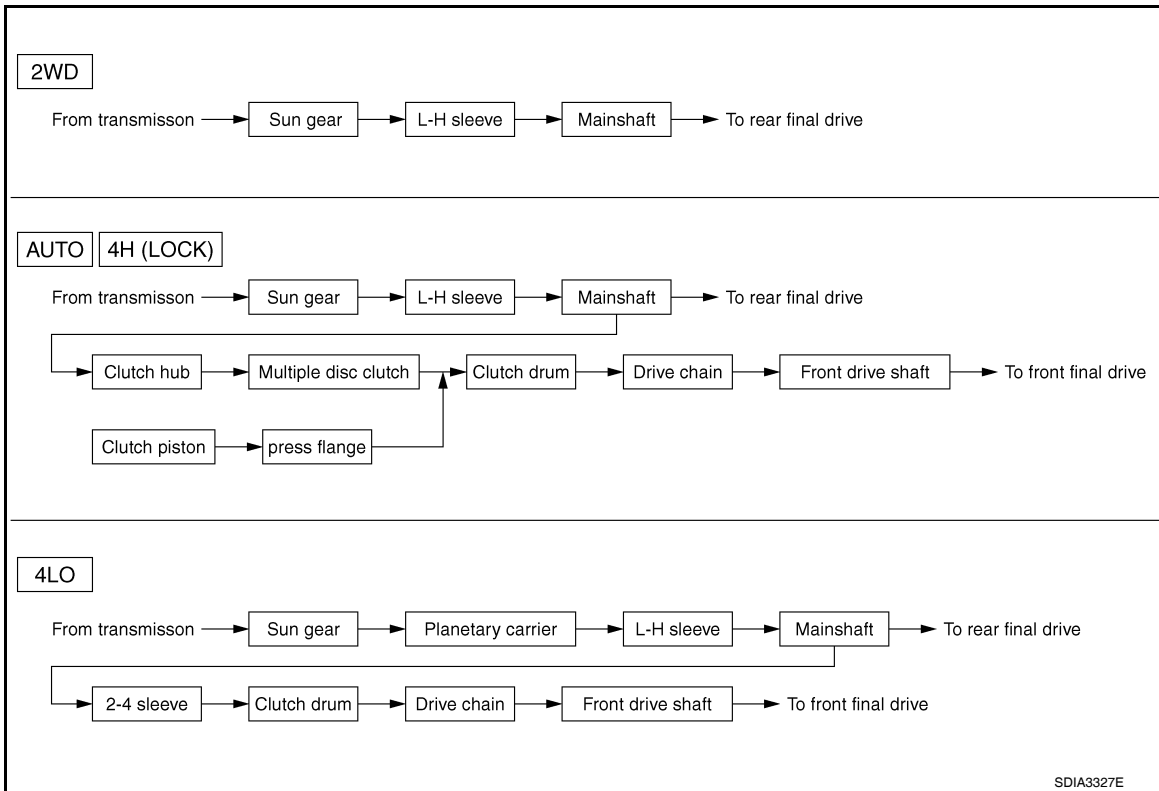 2WD
From transmisson Sun gear L-H sleeve Mainshaft To rear final drive
AUTO 4H (LOCK)
From transmisson Sun gear L-H sleeve Mainshaft To rear final drive
Clutch hub Multiple disc clutch Clutch drum Drive chain Front drive shaft To front final drive
Clutch piston press flange
4LO
From transmisson Sun gear Planetary carrier L-H sleeve Mainshaft To rear final drive
2-4 sleeve Clutch drum Drive chain Front drive shaft To front final drive
SDIA3327E